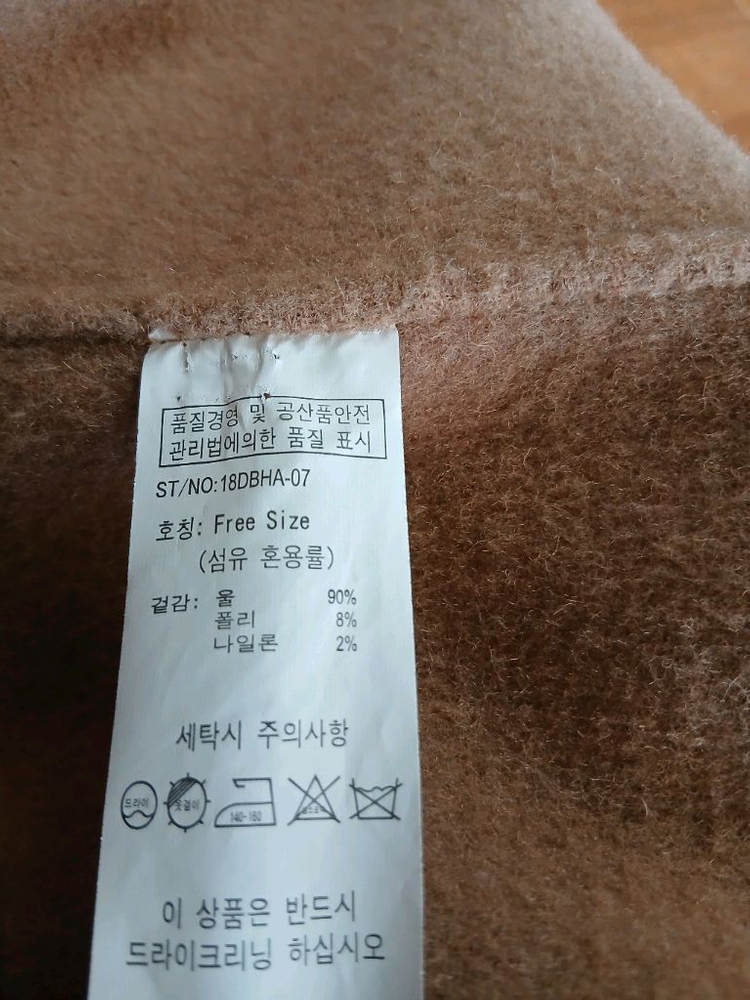 품질경영 및 공산품안전
관리법에의한 품질 표시
ST/NO:18DBHA-07
호칭: Free Size
(섬유 혼용률)
겉감: 울 90%
폴리 8%
나일론 2%
세탁시 주의사항
드라이 옷걸이 140-160
이 상품은 반드시
드라이크리닝 하십시오